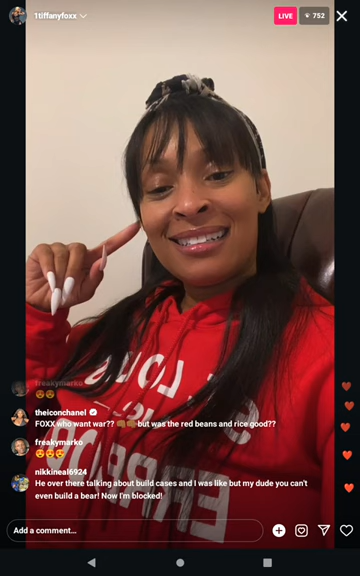 1tiffanyfoxx
LIVE
752
freakymarko
😍😍
theiconchanel
FOXX who want war?? 👊🏾👊🏾but was the red beans and rice good??
freakymarko
😍😍😍
nikkineal6924
He over there talking about build cases and I was like but my dude you can't
even build a bear! Now I'm blocked!
Add a comment...